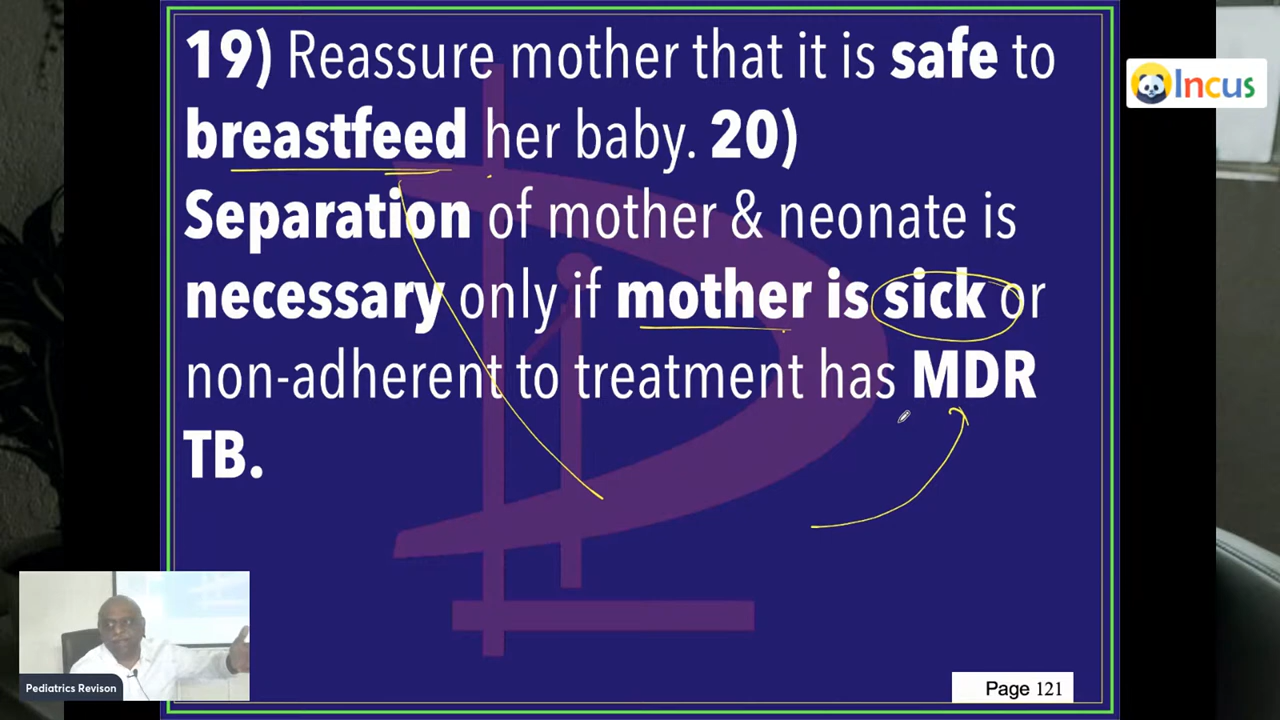 19) Reassure mother that it is safe to
breastfeed her baby. 20)
Separation of mother & neonate is
necessary only if mother is sick or
non-adherent to treatment has MDR
TB.
Incus
Pediatrics Revison
Page 121